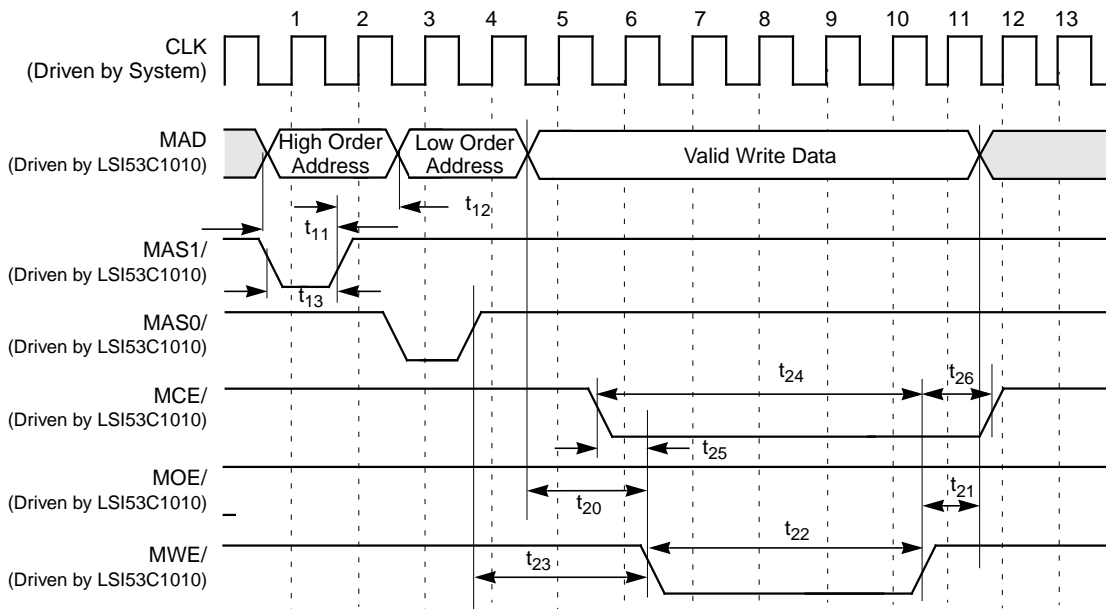 1 2 3 4 5 6 7 8 9 10 11 12 13
CLK
(Driven by System)
MAD
(Driven by LSI53C1010)
High Order
Address
Low Order
Address
Valid Write Data
t12
t11
MAS1/
(Driven by LSI53C1010)
t13
MAS0/
(Driven by LSI53C1010)
t24
t26
MCE/
(Driven by LSI53C1010)
t25
MOE/
(Driven by LSI53C1010)
t20
t21
t22
MWE/
(Driven by LSI53C1010)
t23